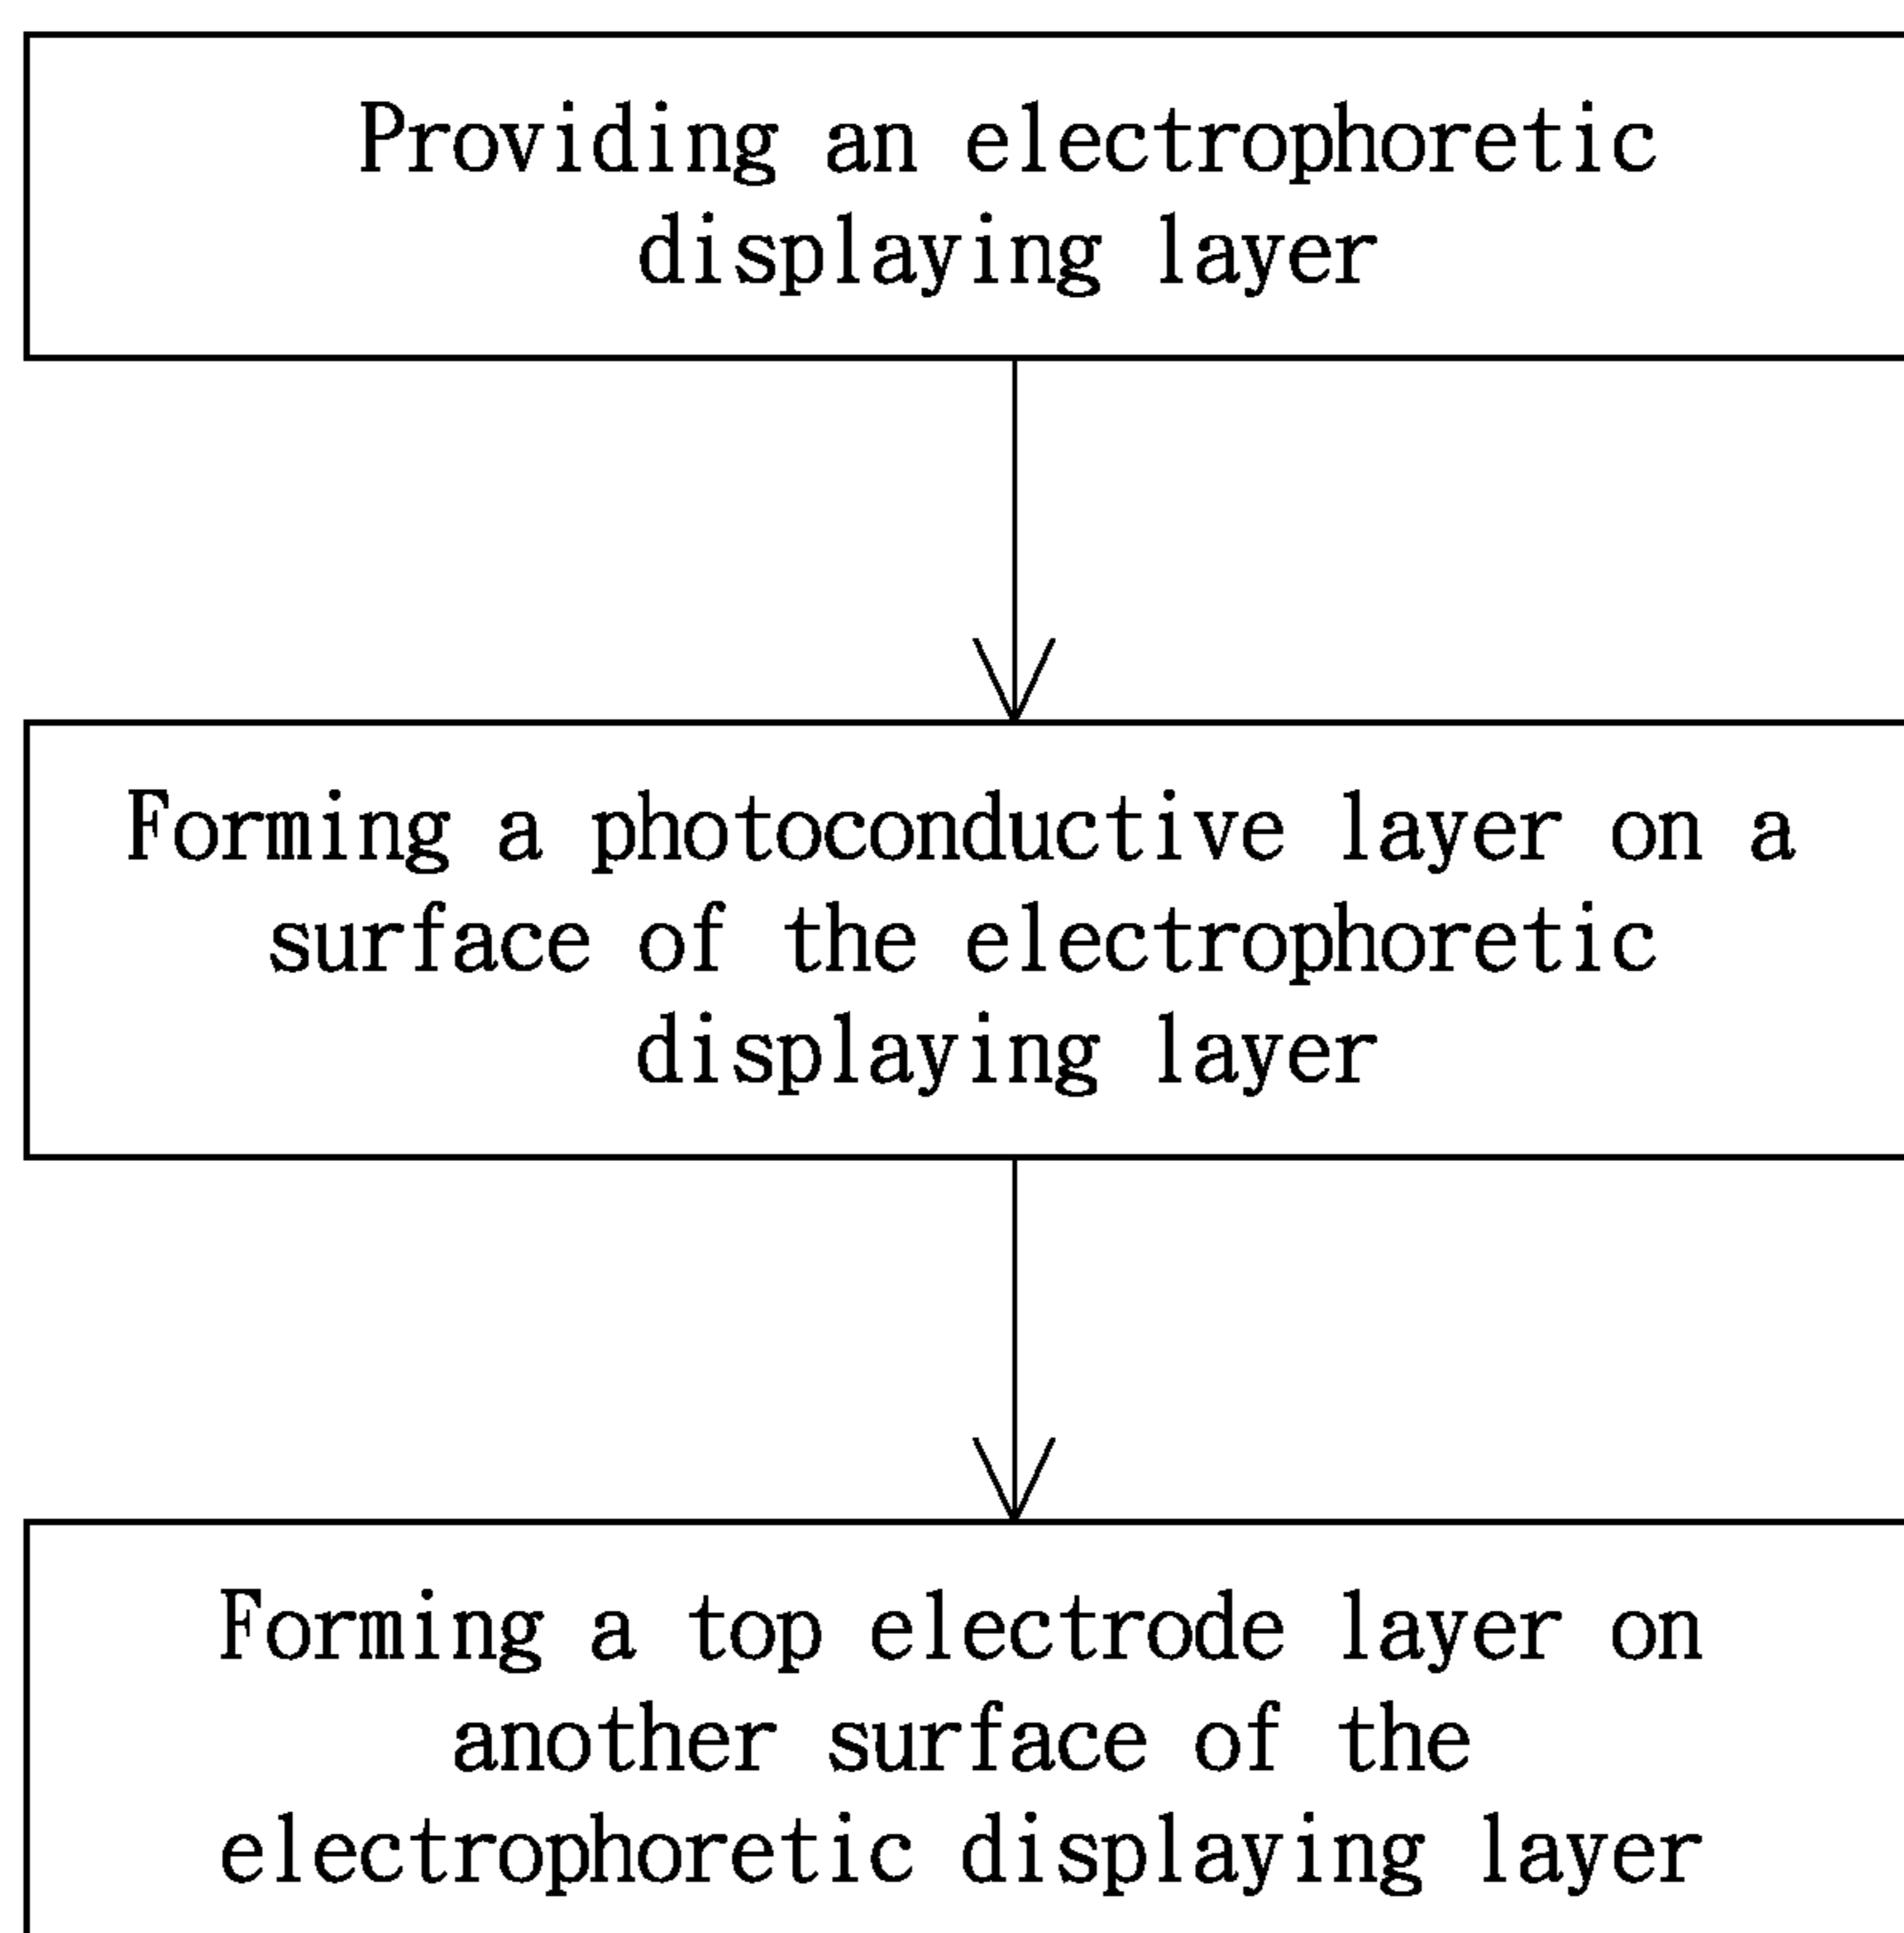 Providing an electrophoretic
displaying layer
Forming a photoconductive layer on a
surface of the electrophoretic
displaying layer
Forming a top electrode layer on
another surface of the
electrophoretic displaying layer